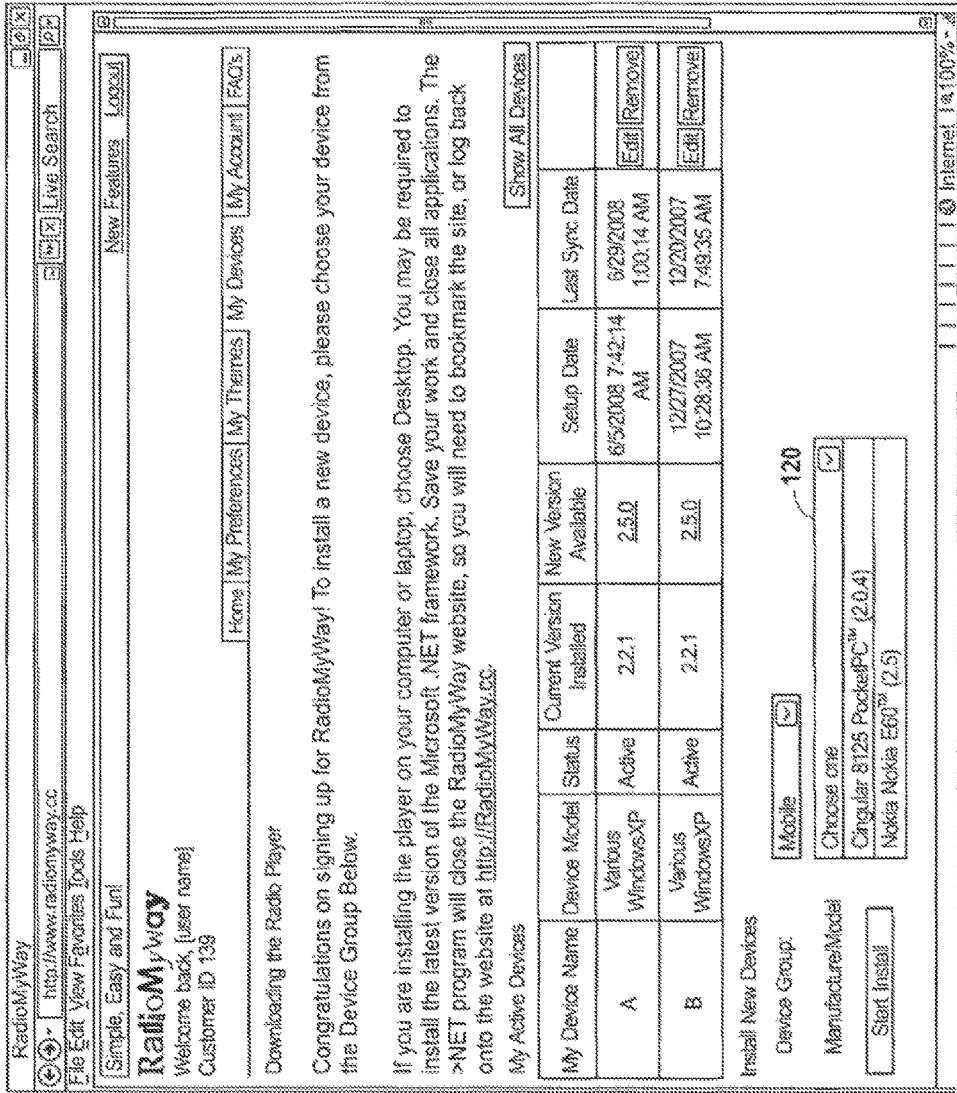 RadioMyWay
http://www.radiomyway.cc
Live Search
File Edit View Favorites Tools Help
Simple, Easy and Fun!
New Features Logout
RadioMyway
Welcome back, [user name]
Customer ID 139
Home My Preferences My Themes My Devices My Account FAQ's
Downloading the Radio Player
Congratulations on signing up for RadioMyWay! To install a new device, please choose your device from
the Device Group Below.
If you are installing the player on your computer or laptop, choose Desktop. You may be required to
install the latest version of the Microsoft .NET framework. Save your work and close all applications. The
>NET program will close the RadioMyWay website, so you will need to bookmark the site, or log back
onto the website at http://RadioMyWay.cc.
My Active Devices
Show All Devices
My Device Name Device Model Status Current Version Installed New Version Available Setup Date Last Sync. Date
A Various WindowsXP Active 2.2.1 2.5.0 6/5/2008 7:42:14 AM 6/29/2008 1:00:14 AM Edit Remove
B Various WindowsXP Active 2.2.1 2.5.0 12/27/2007 10:28:36 AM 12/20/2007 7:49:35 AM Edit Remove
Install New Devices
Device Group: Mobile
Manufacture/Model Choose one
120
Cingular 8125 PocketPC™ (2.0.4)
Nokia Nokia E60™ (2.5)
Start Install
Internet 100%